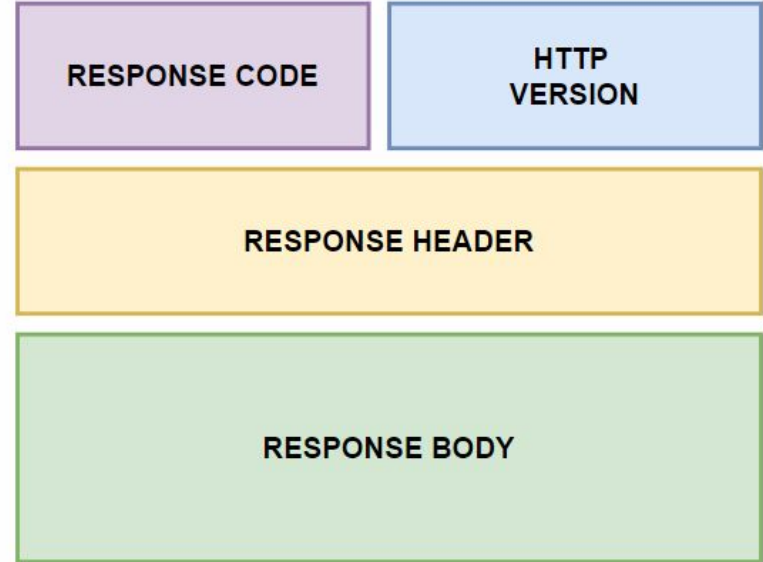 RESPONSE CODE
HTTP
VERSION
RESPONSE HEADER
RESPONSE BODY